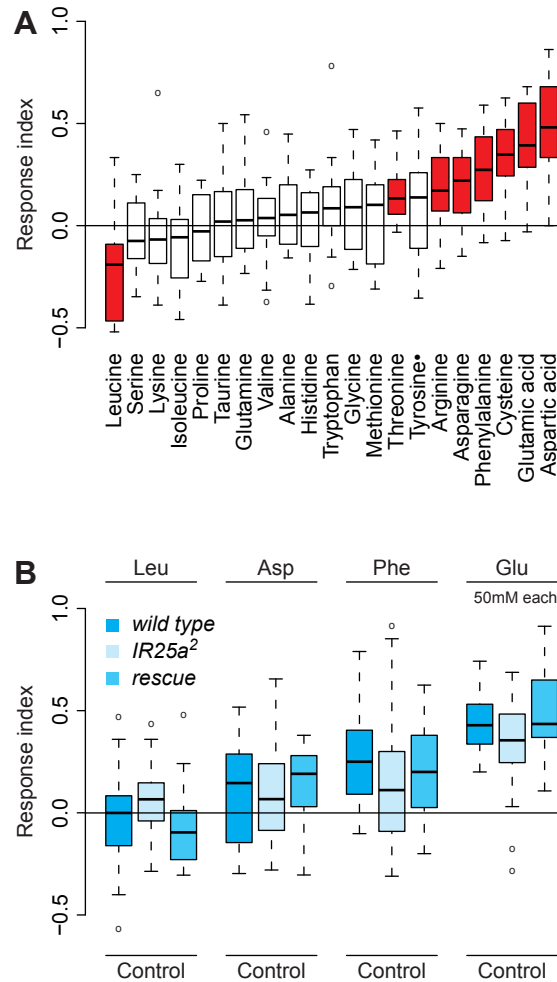 A
Response index
1.0
0.5
0.0
−0.5
Leucine
Serine
Lysine
Isoleucine
Proline
Taurine
Glutamine
Valine
Alanine
Histidine
Tryptophan
Glycine
Methionine
Threonine
Tyrosine•
Arginine
Asparagine
Phenylalanine
Cysteine
Glutamic acid
Aspartic acid
B
Leu Asp Phe Glu
50mM each
wild type
IR25a²
rescue
Response index
1.0
0.5
0.0
−0.5
Control Control Control Control